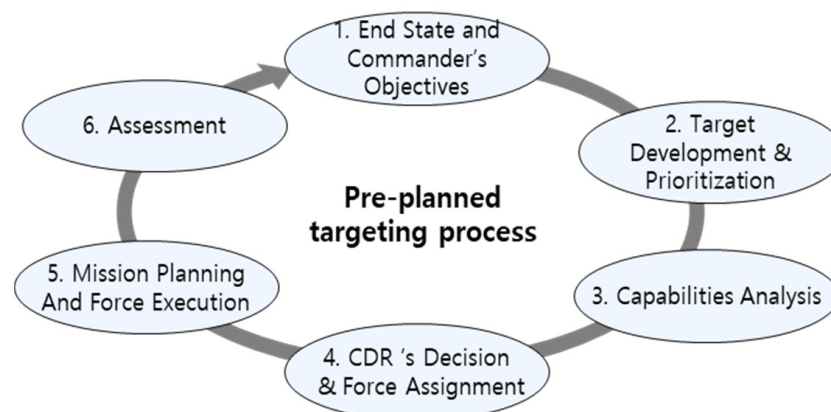 1. End State and
Commander's
Objectives
2. Target
Development &
Prioritization
3. Capabilities Analysis
4. CDR 's Decision
& Force Assignment
5. Mission Planning
And Force Execution
6. Assessment
Pre-planned
targeting process